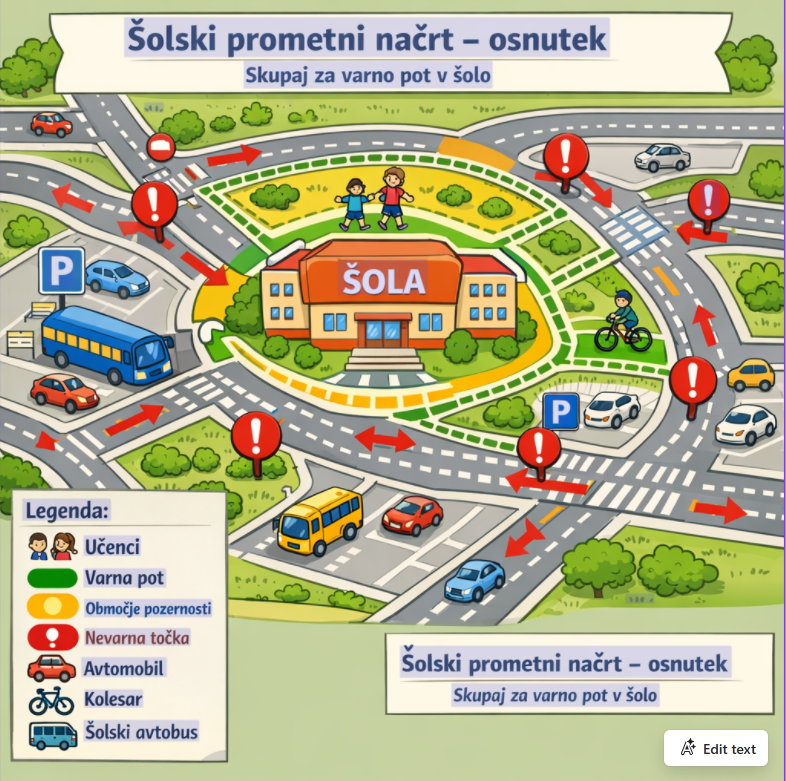 Šolski prometni načrt – osnutek
Skupaj za varno pot v šolo
P
ŠOLA
P
Legenda:
Učenci
Varna pot
Območje pozernosti
Nevarna točka
Avtomobil
Kolesar
Šolski avtobus
Šolski prometni načrt – osnutek
Skupaj za varno pot v šolo
Edit text